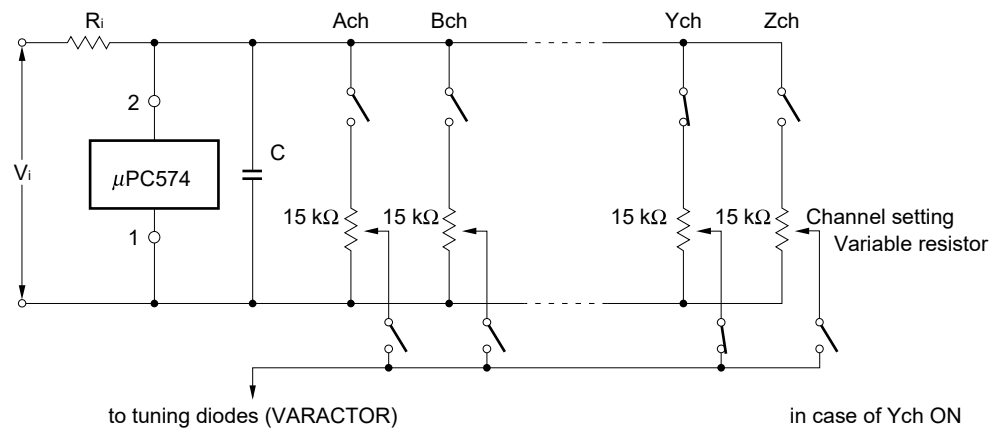 Ri Ach Bch Ych Zch
2
C
Vi
μPC574
15 kΩ 15 kΩ 15 kΩ 15 kΩ Channel setting
Variable resistor
1
to tuning diodes (VARACTOR) in case of Ych ON